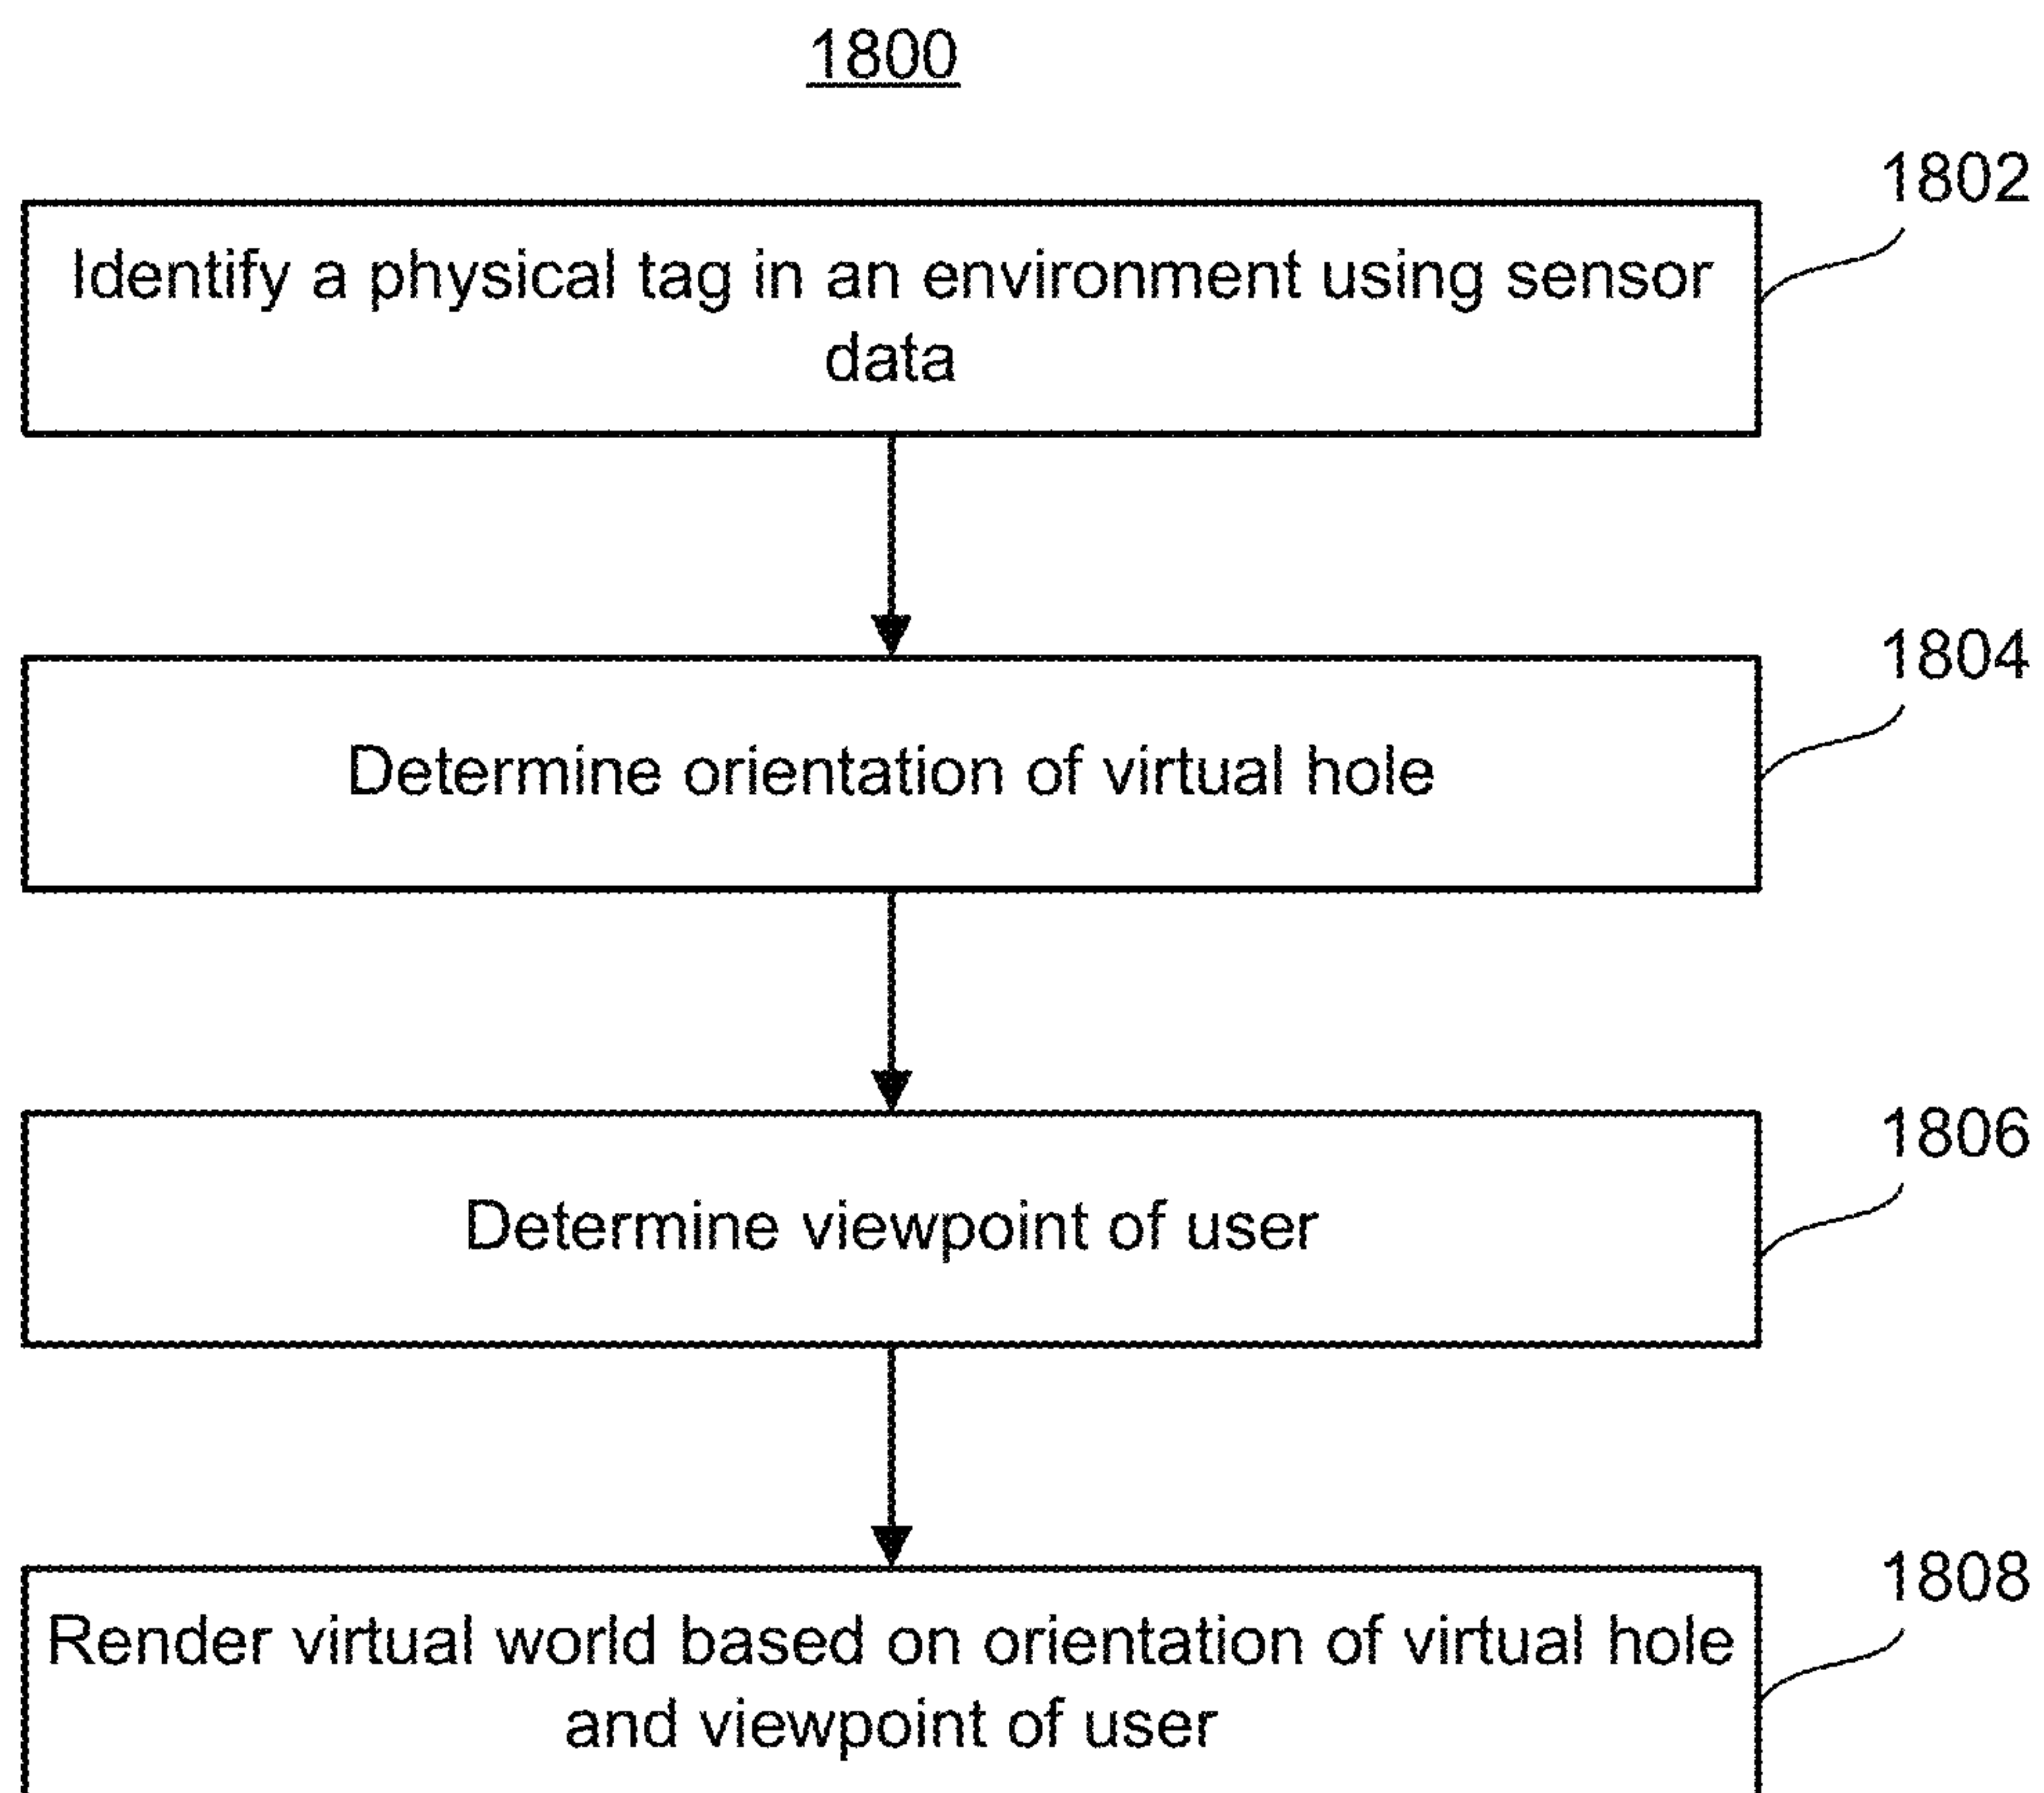 1800
1802
Identify a physical tag in an environment using sensor
data
1804
Determine orientation of virtual hole
1806
Determine viewpoint of user
1808
Render virtual world based on orientation of virtual hole
and viewpoint of user